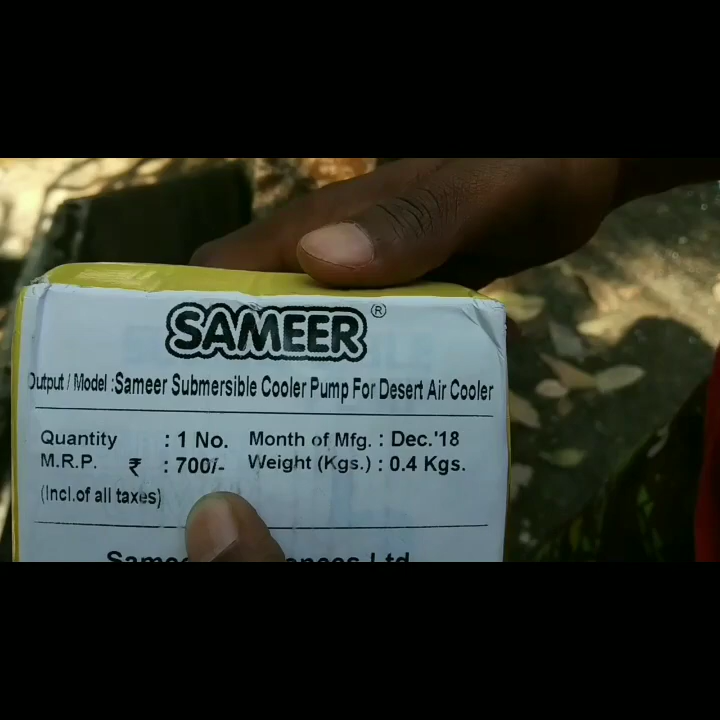 SAMEER ®
Output / Model :Sameer Submersible Cooler Pump For Desert Air Cooler
Quantity : 1 No. Month of Mfg. : Dec.'18
M.R.P. ₹ : 700/- Weight (Kgs.) : 0.4 Kgs.
(Incl.of all taxes)
Ltd